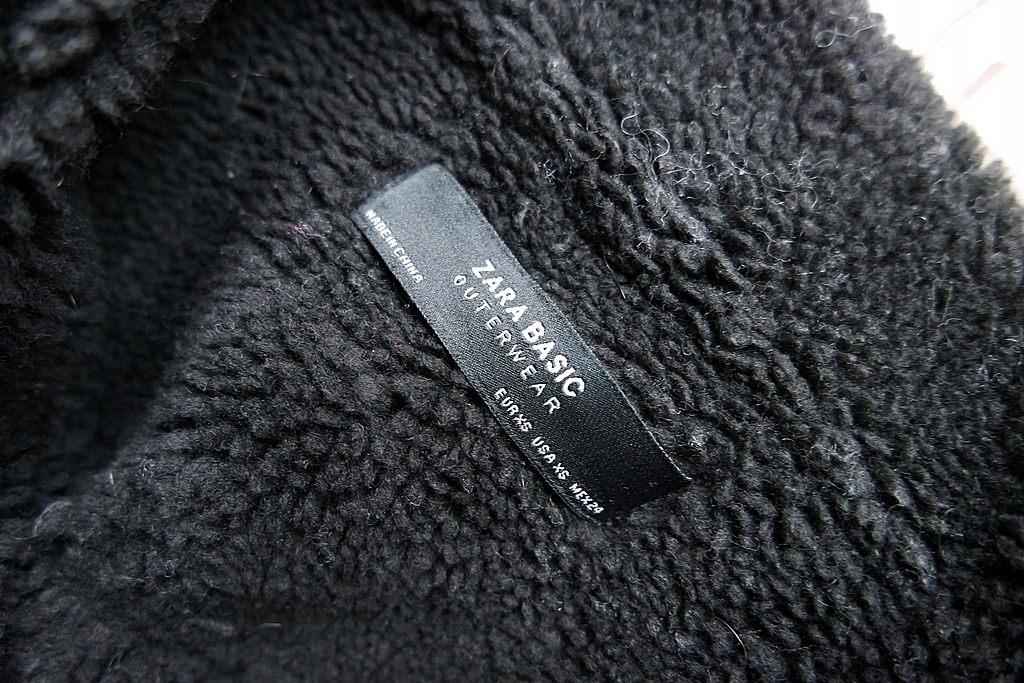 ZARA BASIC
OUTERWEAR
MADE IN CHINA
EUR XS USA XS MEX 24